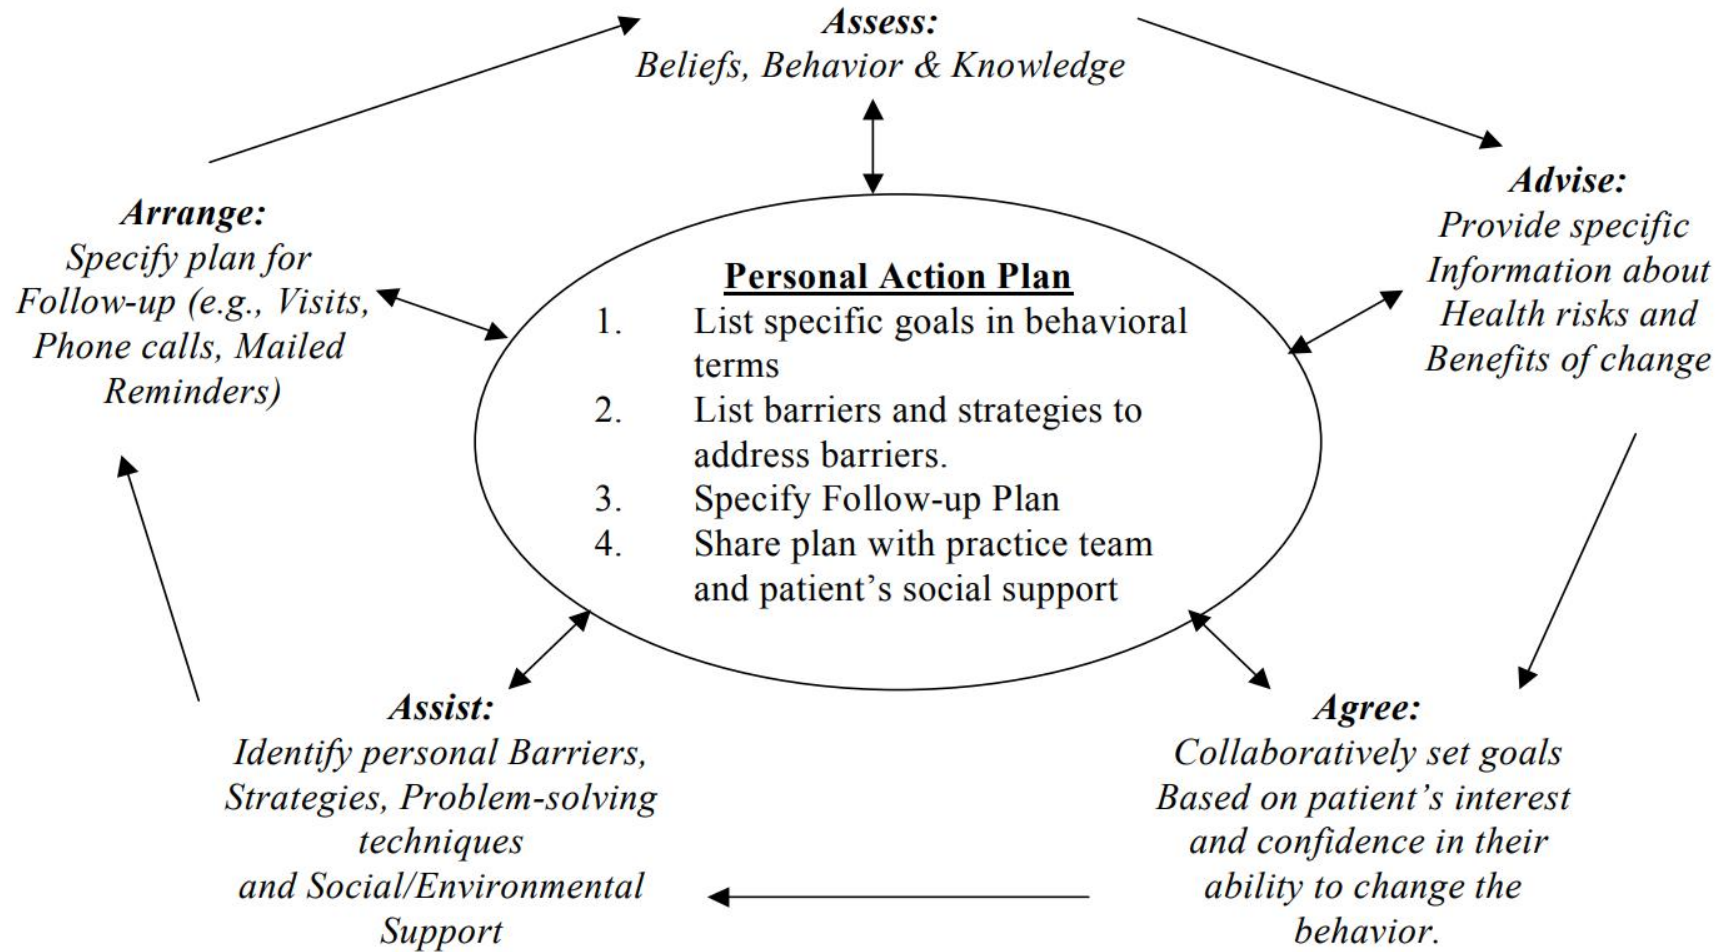 Assess:
Beliefs, Behavior & Knowledge
Advise:
Provide specific
Information about
Health risks and
Benefits of change
Agree:
Collaboratively set goals
Based on patient’s interest
and confidence in their
ability to change the
behavior.
Assist:
Identify personal Barriers,
Strategies, Problem-solving
techniques
and Social/Environmental
Support
Arrange:
Specify plan for
Follow-up (e.g., Visits,
Phone calls, Mailed
Reminders)
Personal Action Plan
1. List specific goals in behavioral
terms
2. List barriers and strategies to
address barriers.
3. Specify Follow-up Plan
4. Share plan with practice team
and patient’s social support